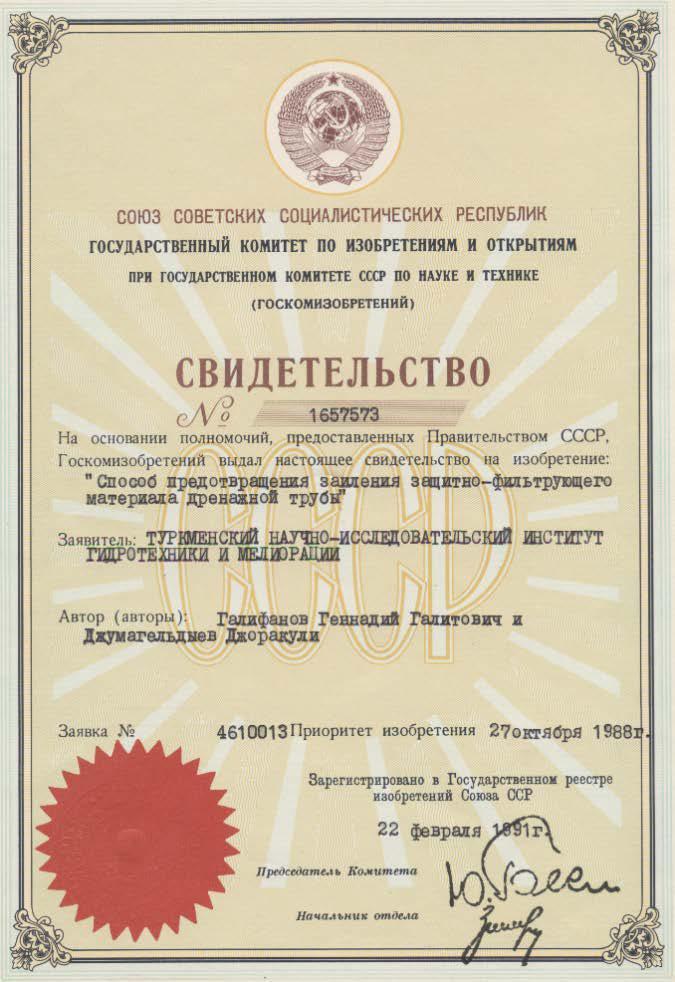 СОЮЗ СОВЕТСКИХ СОЦИАЛИСТИЧЕСКИХ РЕСПУБЛИК
ГОСУДАРСТВЕННЫЙ КОМИТЕТ ПО ИЗОБРЕТЕНИЯМ И ОТКРЫТИЯМ
ПРИ ГОСУДАРСТВЕННОМ КОМИТЕТЕ СССР ПО НАУКЕ И ТЕХНИКЕ
(ГОСКОМИЗОБРЕТЕНИЙ)
СВИДЕТЕЛЬСТВО
№ 1657573
На основании полномочий, предоставленных Правительством СССР,
Госкомизобретений выдал настоящее свидетельство на изобретение:
"Способ предотвращения заиления защитно-фильтрующего
материала дренажной трубы"
Заявитель: ТУРКМЕНСКИЙ НАУЧНО-ИССЛЕДОВАТЕЛЬСКИЙ ИНСТИТУТ
ГИДРОТЕХНИКИ И МЕЛИОРАЦИИ
СССР
Автор (авторы): Галифанов Геннадий Галитович и
Джумагельдыев Джоракули
Заявка № 4610013 Приоритет изобретения 27октября 1988г.
Зарегистрировано в Государственном реестре
изобретений Союза ССР
22 февраля 1991г.
Председатель Комитета
Начальник отдела